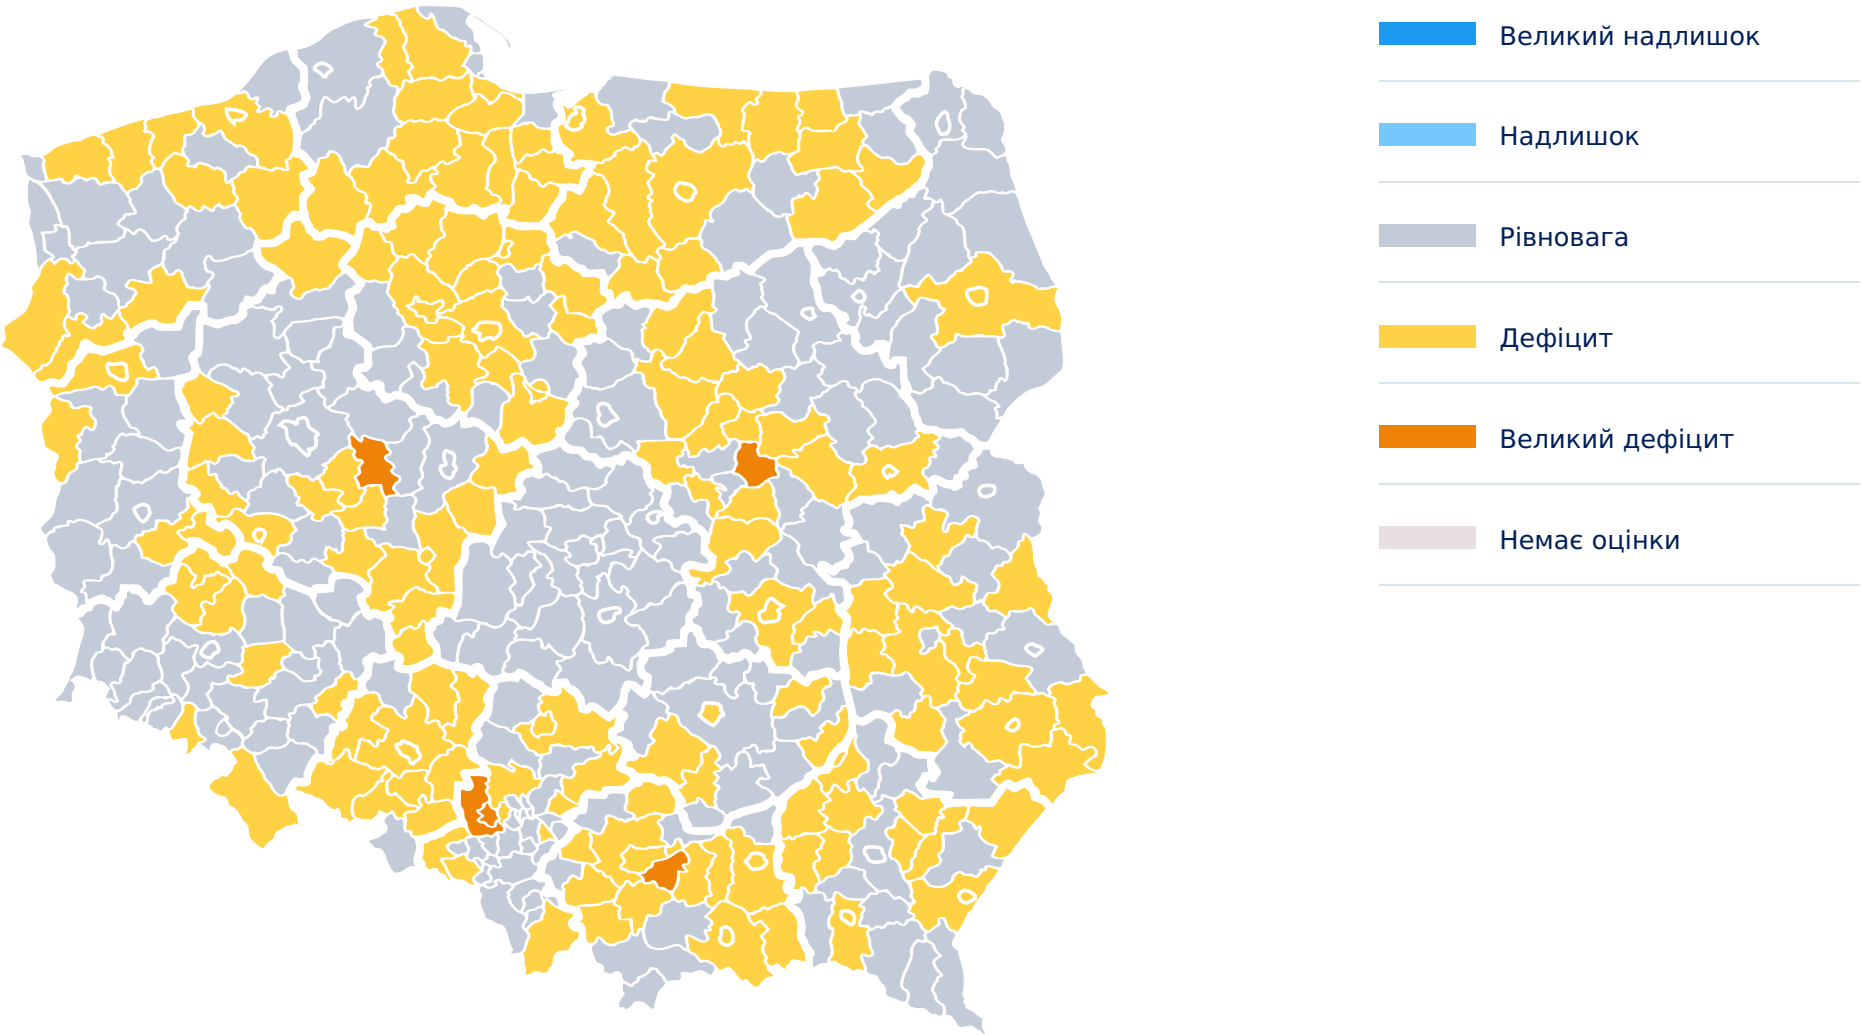 Великий надлишок
Надлишок
Рівновага
Дефіцит
Великий дефіцит
Немає оцінки